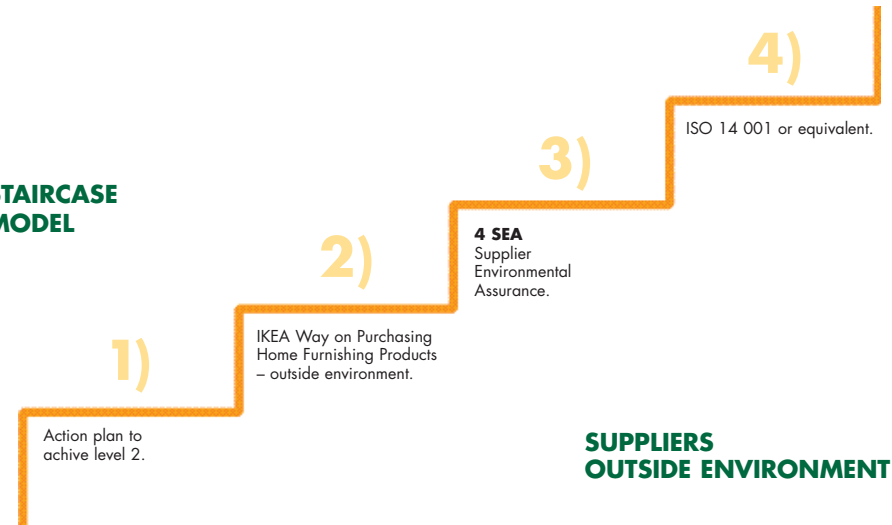 STAIRCASE
MODEL
1)
Action plan to
achive level 2.
2)
IKEA Way on Purchasing
Home Furnishing Products
– outside environment.
3)
4 SEA
Supplier
Environmental
Assurance.
4)
ISO 14 001 or equivalent.
SUPPLIERS
OUTSIDE ENVIRONMENT